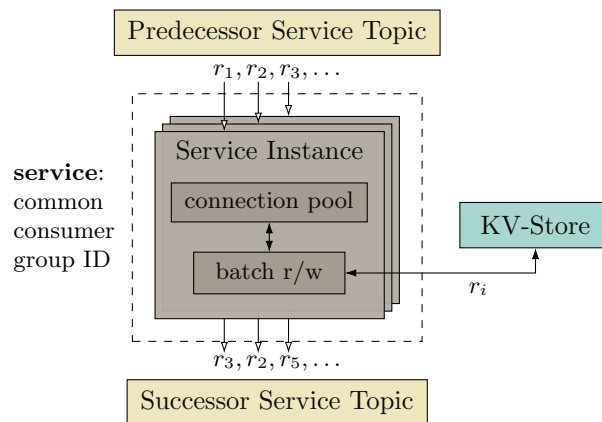 Predecessor Service Topic
r₁, r₂, r₃, . . .
Service Instance
service:
common
consumer
group ID
connection pool
batch r/w
KV-Store
rᵢ
r₃, r₂, r₅, . . .
Successor Service Topic